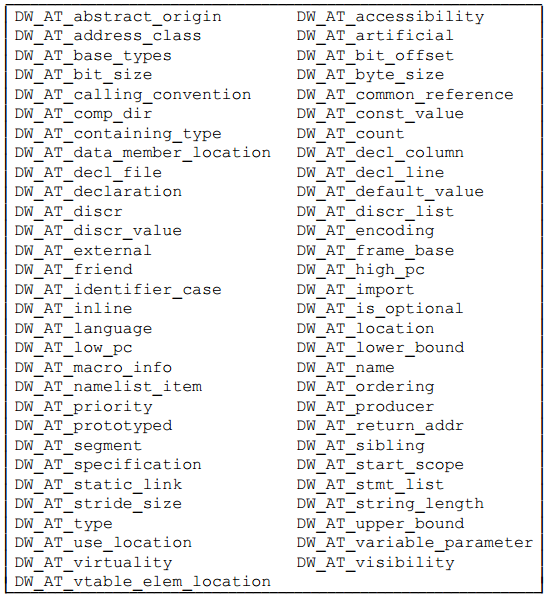 DW_AT_abstract_origin DW_AT_accessibility
DW_AT_address_class DW_AT_artificial
DW_AT_base_types DW_AT_bit_offset
DW_AT_bit_size DW_AT_byte_size
DW_AT_calling_convention DW_AT_common_reference
DW_AT_comp_dir DW_AT_const_value
DW_AT_containing_type DW_AT_count
DW_AT_data_member_location DW_AT_decl_column
DW_AT_decl_file DW_AT_decl_line
DW_AT_declaration DW_AT_default_value
DW_AT_discr DW_AT_discr_list
DW_AT_discr_value DW_AT_encoding
DW_AT_external DW_AT_frame_base
DW_AT_friend DW_AT_high_pc
DW_AT_identifier_case DW_AT_import
DW_AT_inline DW_AT_is_optional
DW_AT_language DW_AT_location
DW_AT_low_pc DW_AT_lower_bound
DW_AT_macro_info DW_AT_name
DW_AT_namelist_item DW_AT_ordering
DW_AT_priority DW_AT_producer
DW_AT_prototyped DW_AT_return_addr
DW_AT_segment DW_AT_sibling
DW_AT_specification DW_AT_start_scope
DW_AT_static_link DW_AT_stmt_list
DW_AT_stride_size DW_AT_string_length
DW_AT_type DW_AT_upper_bound
DW_AT_use_location DW_AT_variable_parameter
DW_AT_virtuality DW_AT_visibility
DW_AT_vtable_elem_location